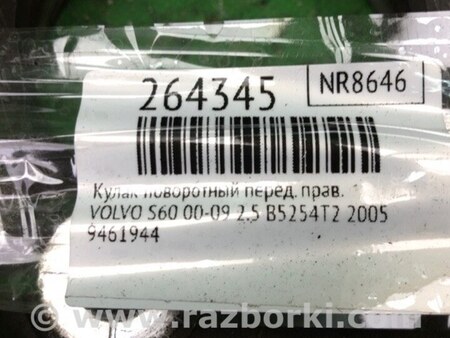 264345
NR8646
Кулак поворотный перед. прав.
VOLVO S60 00-09 2.5 B5254T2 2005
9461944
www.razborki.com